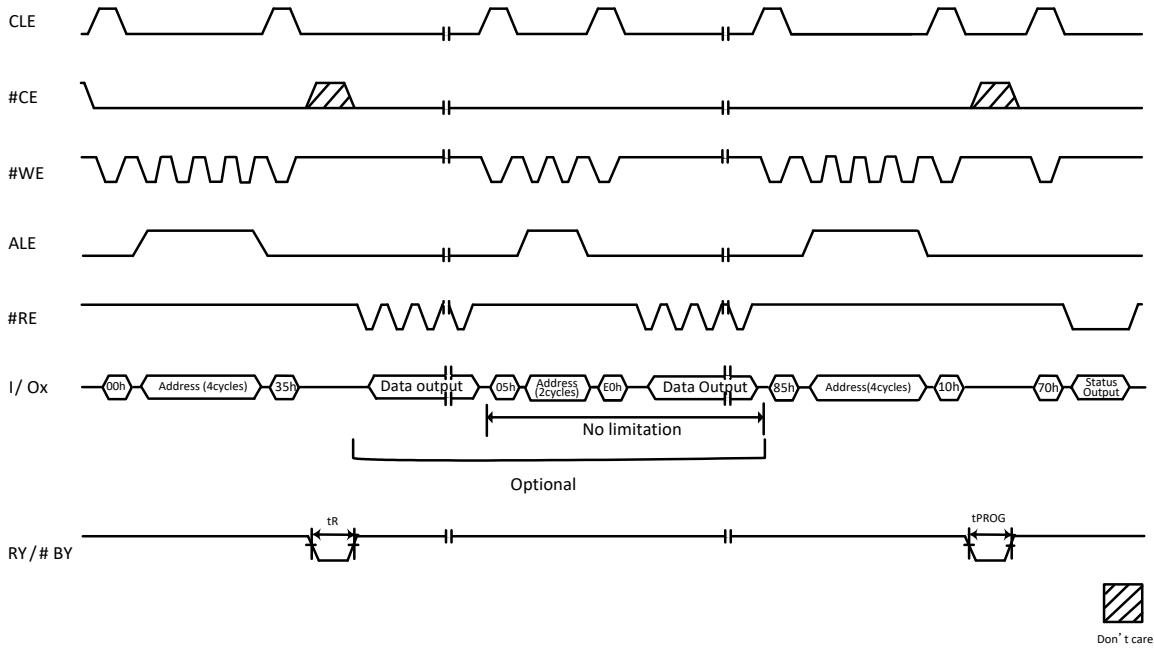 CLE
#CE
#WE
ALE
#RE
I/ Ox
00h
Address (4cycles)
35h
Data output
05h
Address
(2cycles)
E0h
Data Output
85h
Address(4cycles)
10h
70h
Status
Output
No limitation
Optional
tR
tPROG
RY/# BY
Don't care